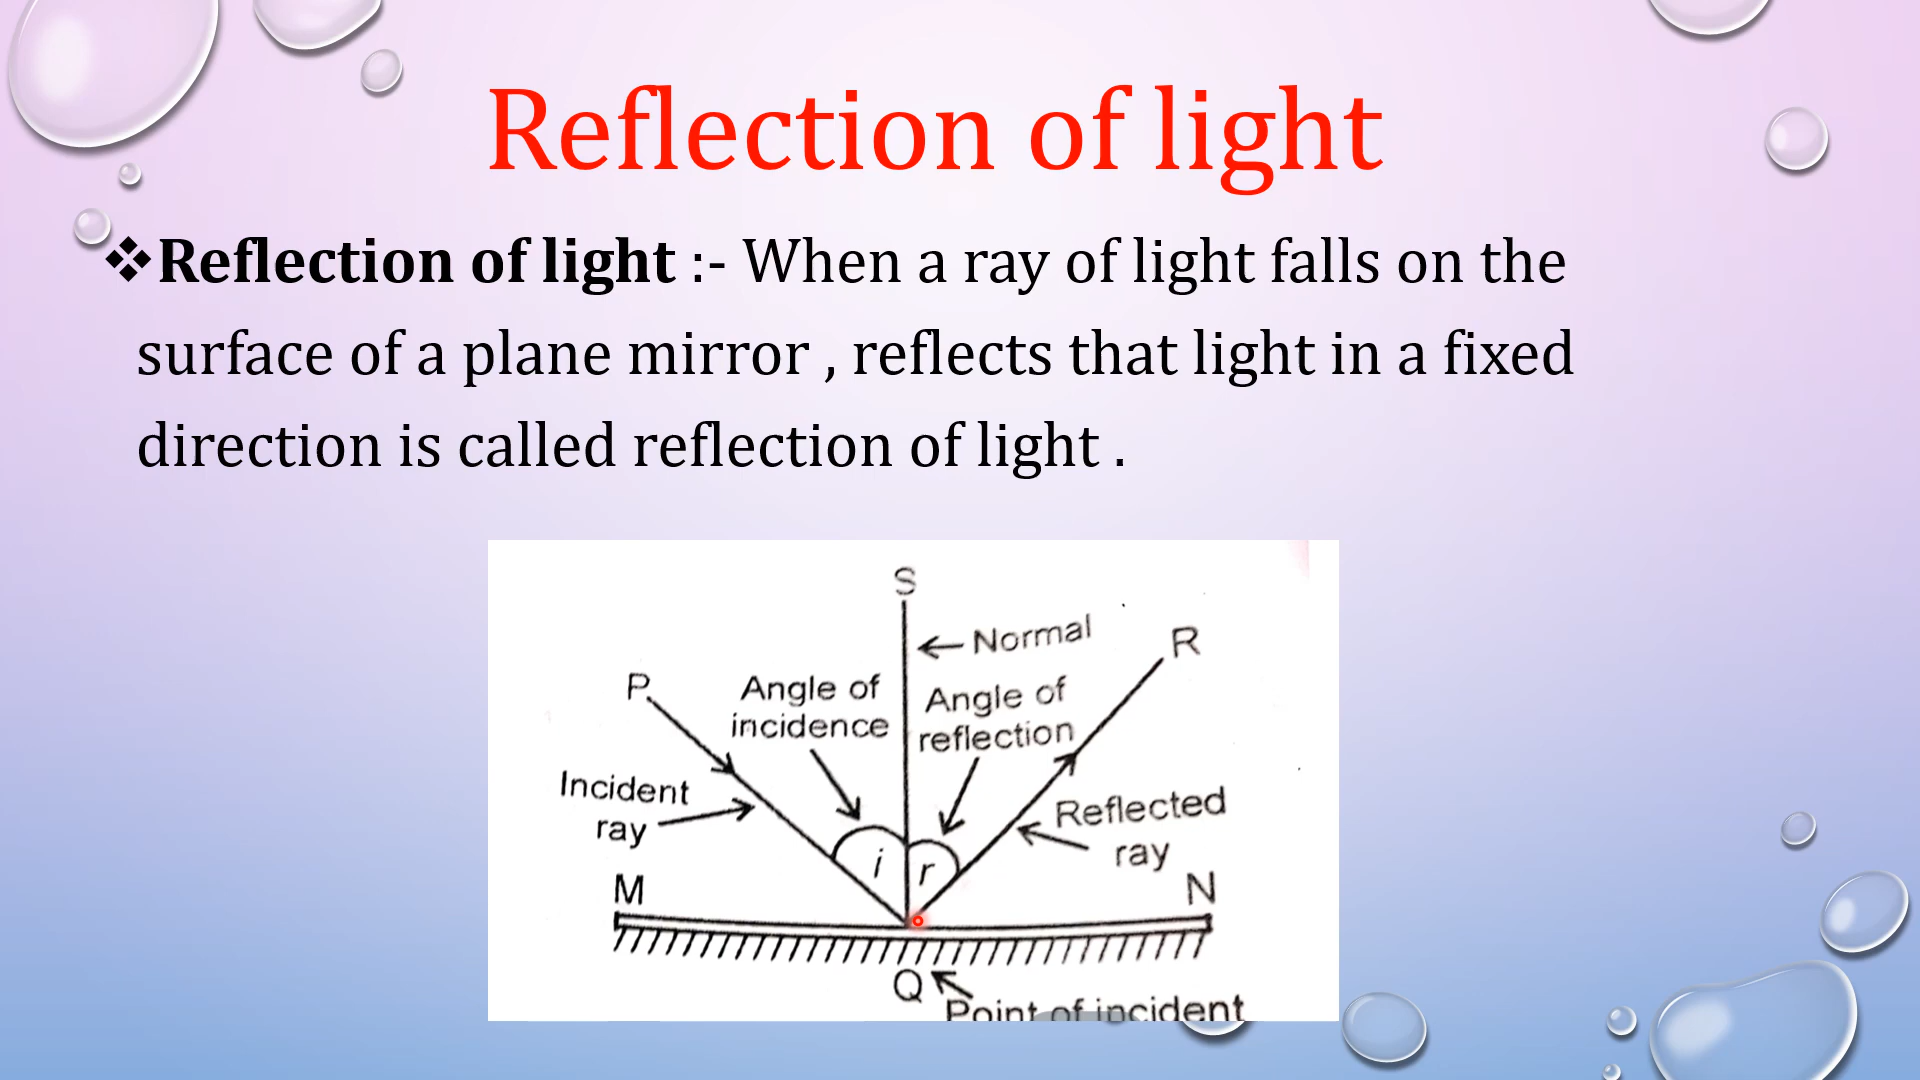 Reflection of light
❖Reflection of light :- When a ray of light falls on the
surface of a plane mirror , reflects that light in a fixed
direction is called reflection of light .
S
Normal
R
P
Angle of
incidence
Angle of
reflection
Incident
ray
Reflected
ray
i
r
M
N
Q
Point of incident